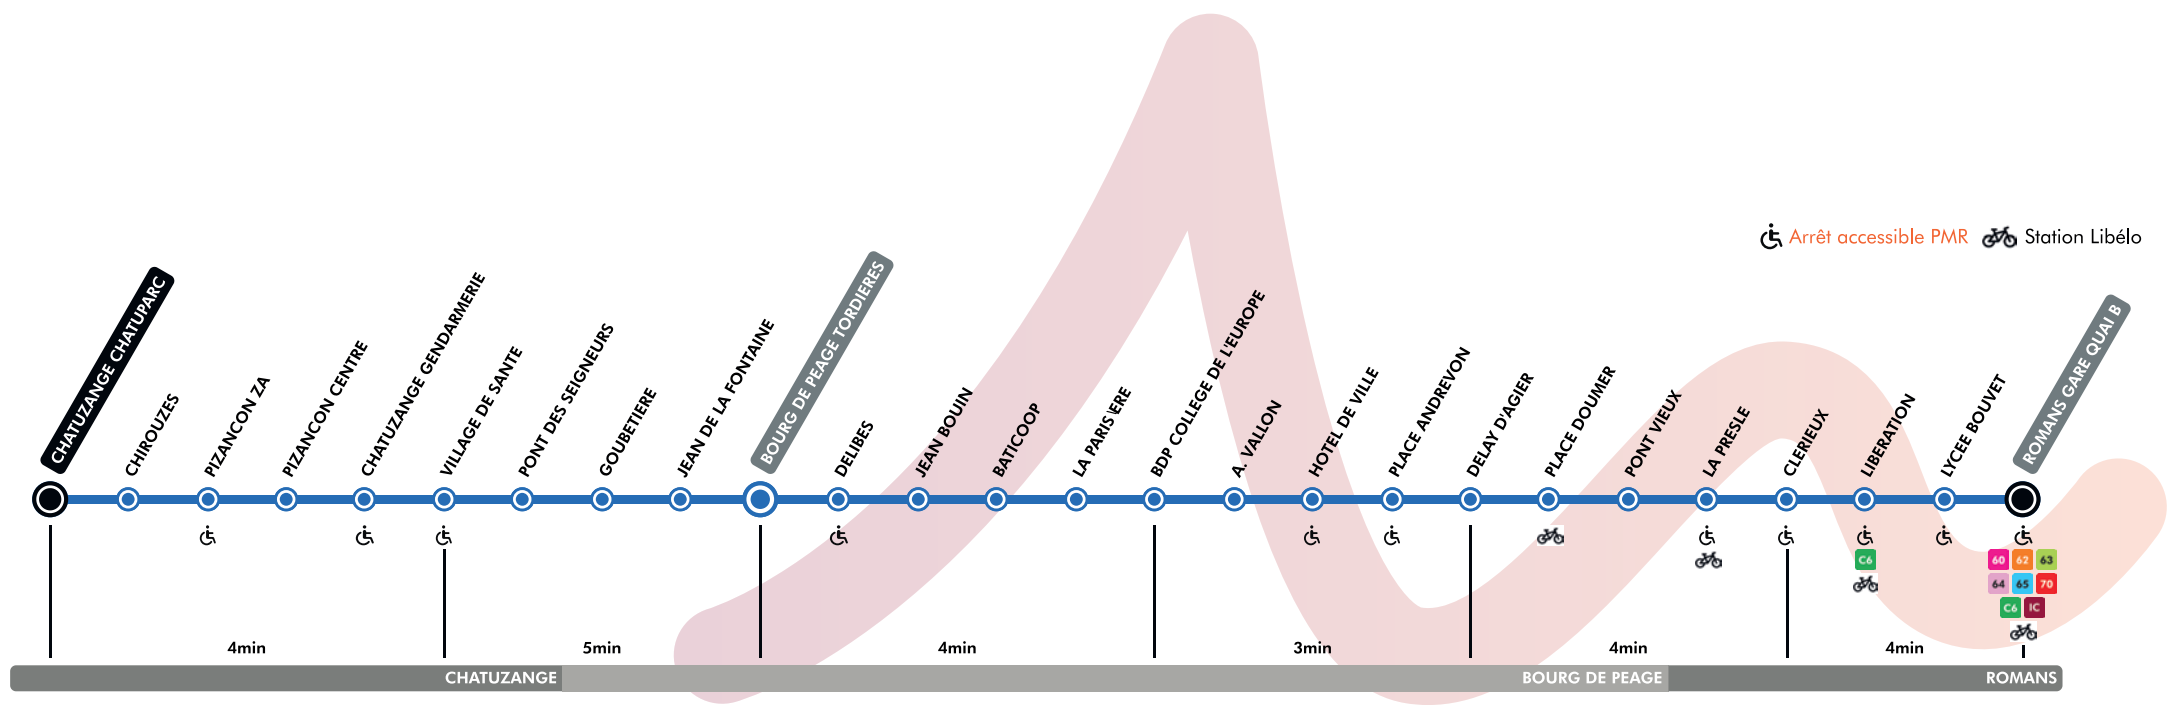 Arrêt accessible PMR
Station Libélo
CHATUZANGE CHATUPARC
CHIROUZES
PIZANCON ZA
PIZANCON CENTRE
CHATUZANGE GENDARMERIE
VILLAGE DE SANTE
PONT DES SEIGNEURS
GOUBETIERE
JEAN DE LA FONTAINE
BOURG DE PEAGE TORDIERES
DELIBES
JEAN BOUIN
BATICOOP
LA PARISIERE
BDP COLLEGE DE L'EUROPE
A. VALLON
HOTEL DE VILLE
PLACE ANDREVON
DELAY D'AGIER
PLACE DOUMER
PONT VIEUX
LA PRESLE
CLERIEUX
LIBERATION
LYCEE BOUVET
ROMANS GARE QUAI B
C6
60 62 63
64 65 70
C6 IC
4min
5min
4min
3min
4min
4min
CHATUZANGE
BOURG DE PEAGE
ROMANS